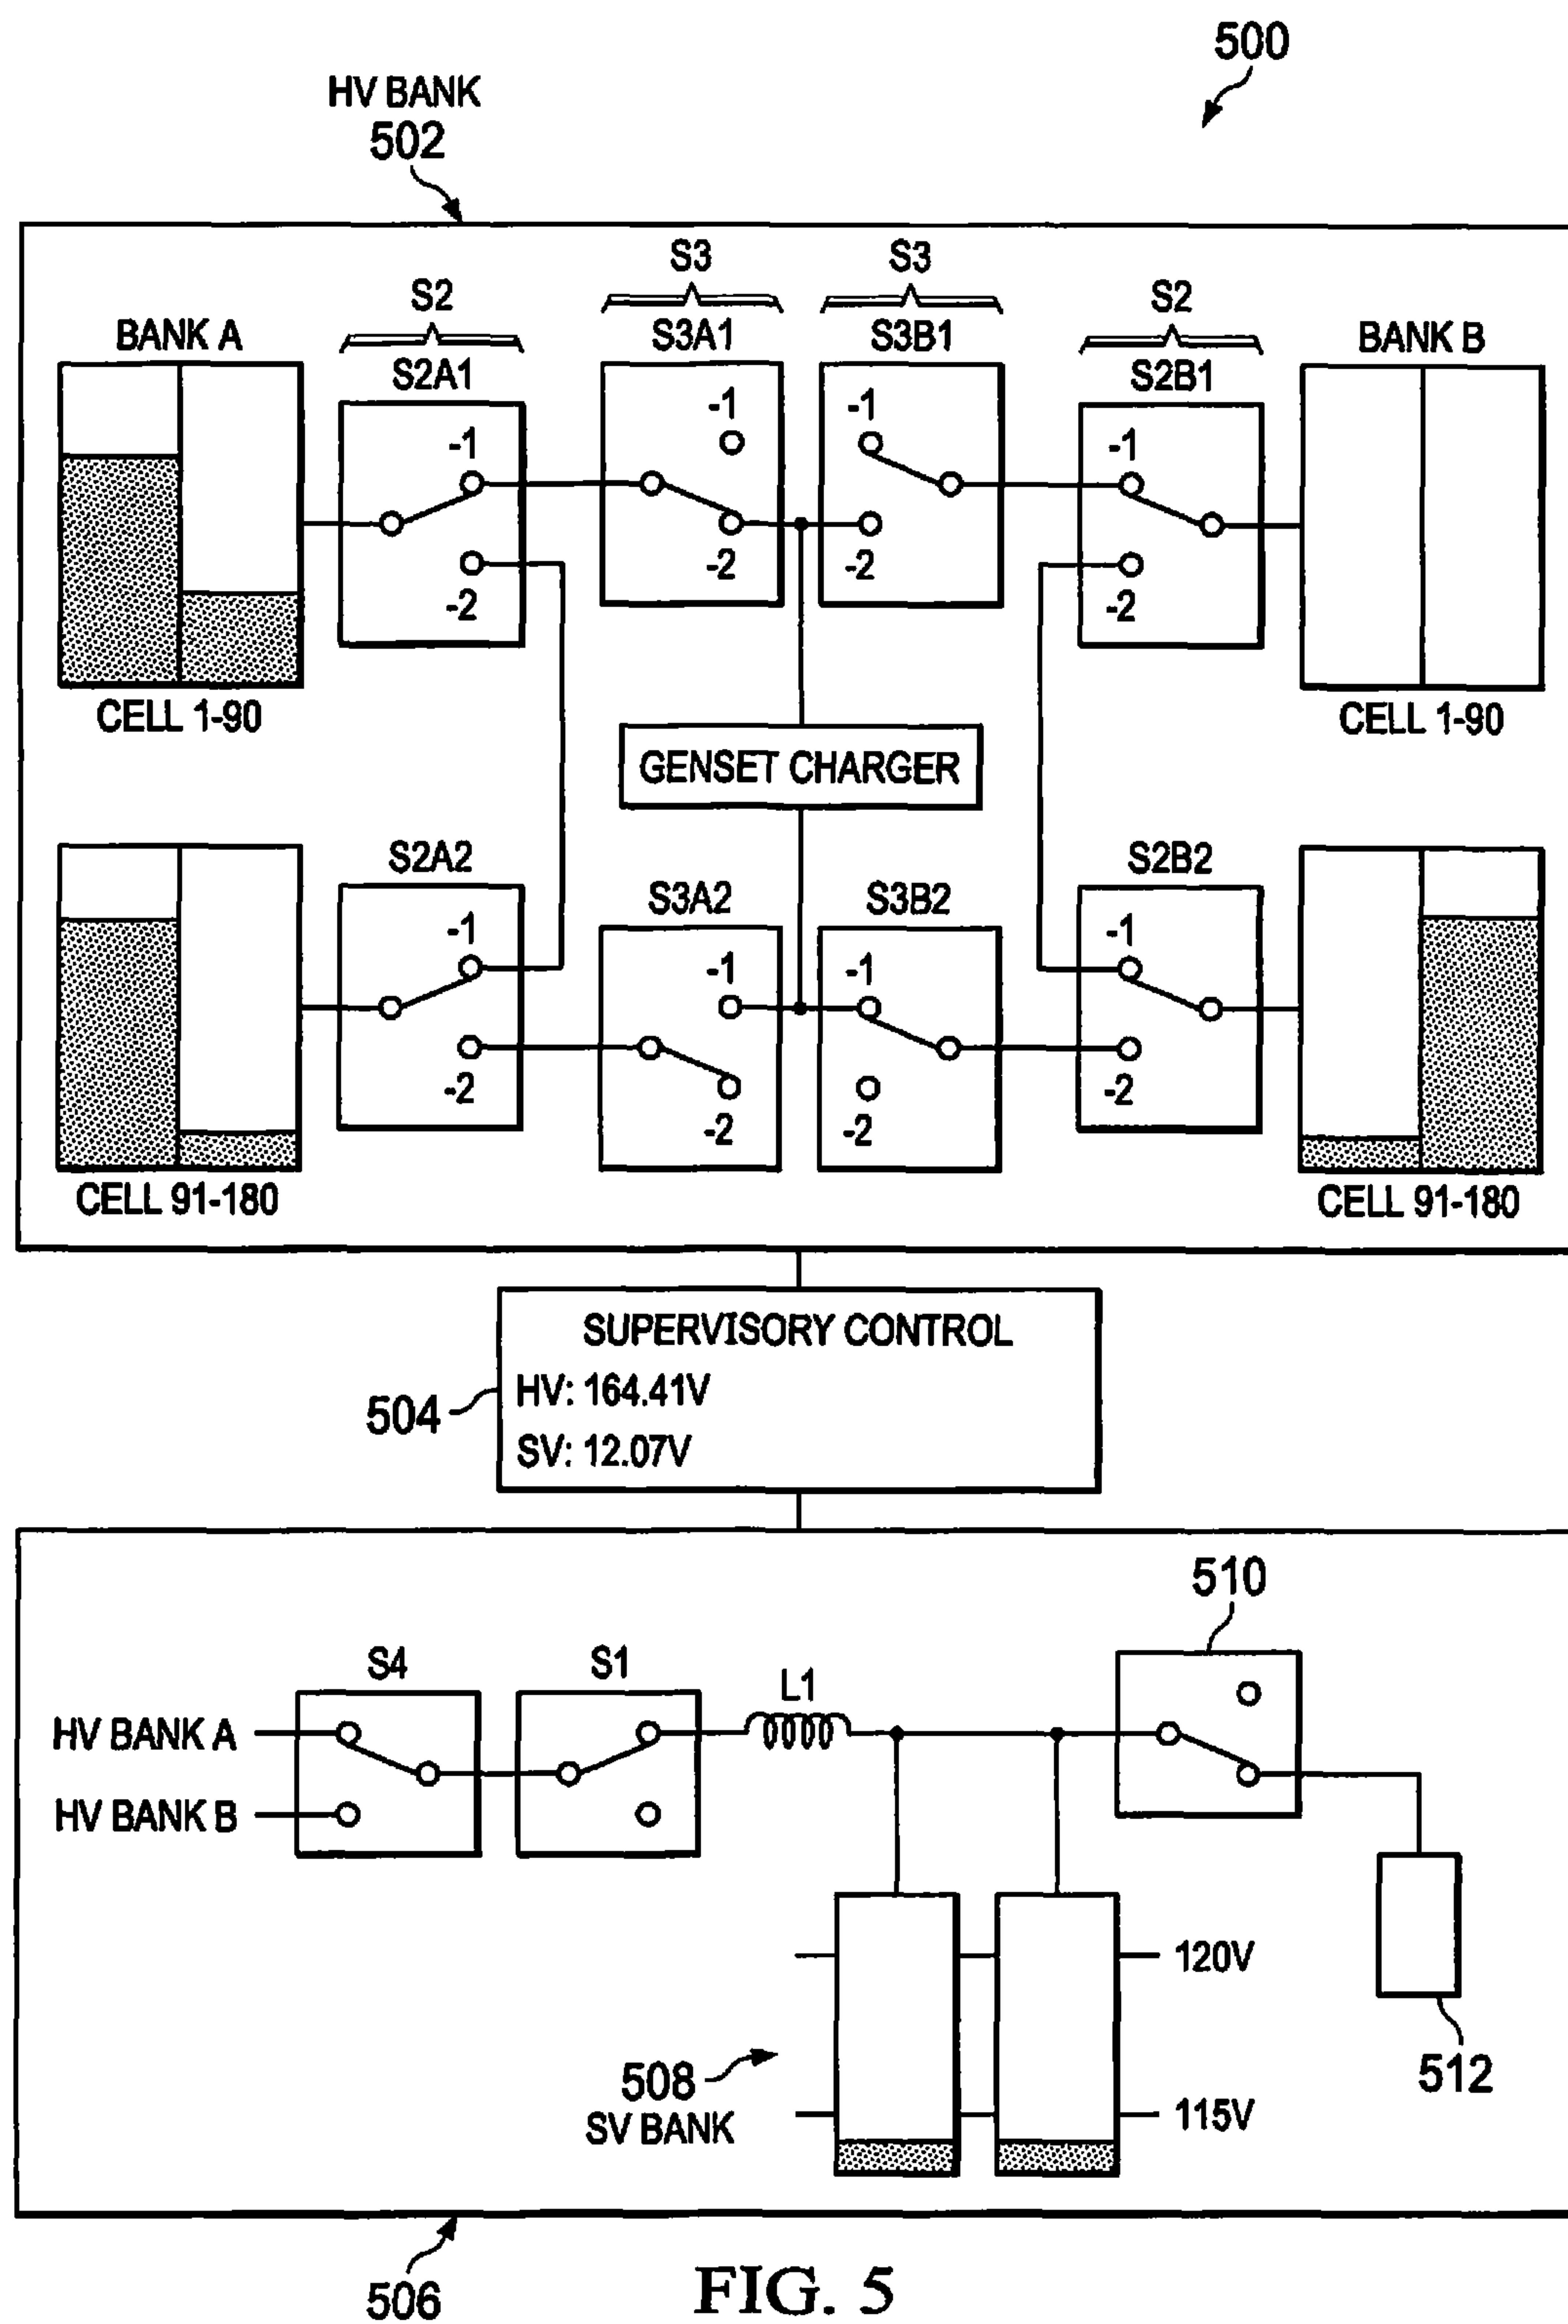 500
HV BANK
502
S3 S3
S2 S2
BANK A S3A1 S3B1 BANK B
S2A1 S2B1
-1 -1
-1 -1
-2 -2
-2 -2
CELL 1-90 CELL 1-90
GENSET CHARGER
S2A2 S2B2
S3A2 S3B2
-1 -1
-1 -1
-2 -2
-2 -2
CELL 91-180 CELL 91-180
SUPERVISORY CONTROL
HV: 164.41V
504
SV: 12.07V
510
S4 S1 L1
HV BANK A
HV BANK B
120V
508
512
SV BANK
115V
506
FIG. 5